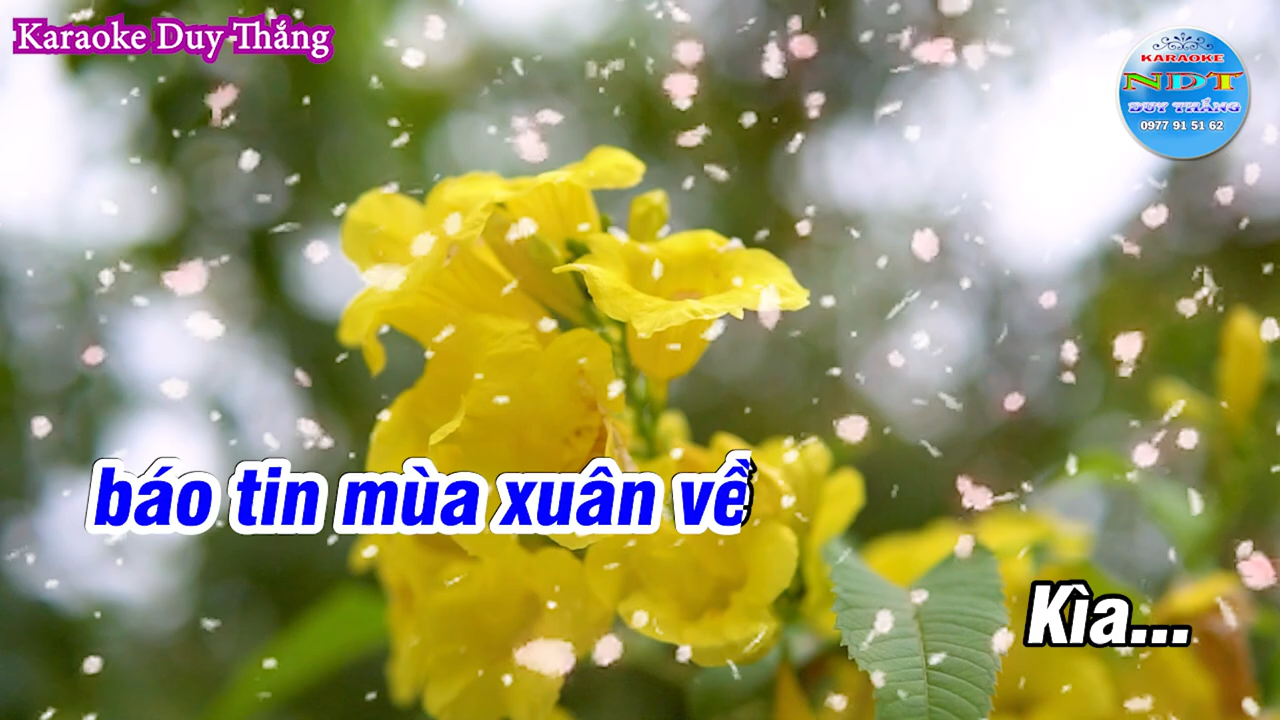 Karaoke Duy Thắng
KARAOKE
NDT
DUY THẮNG
0977 91 51 62
báo tin mùa xuân về
Kìa...